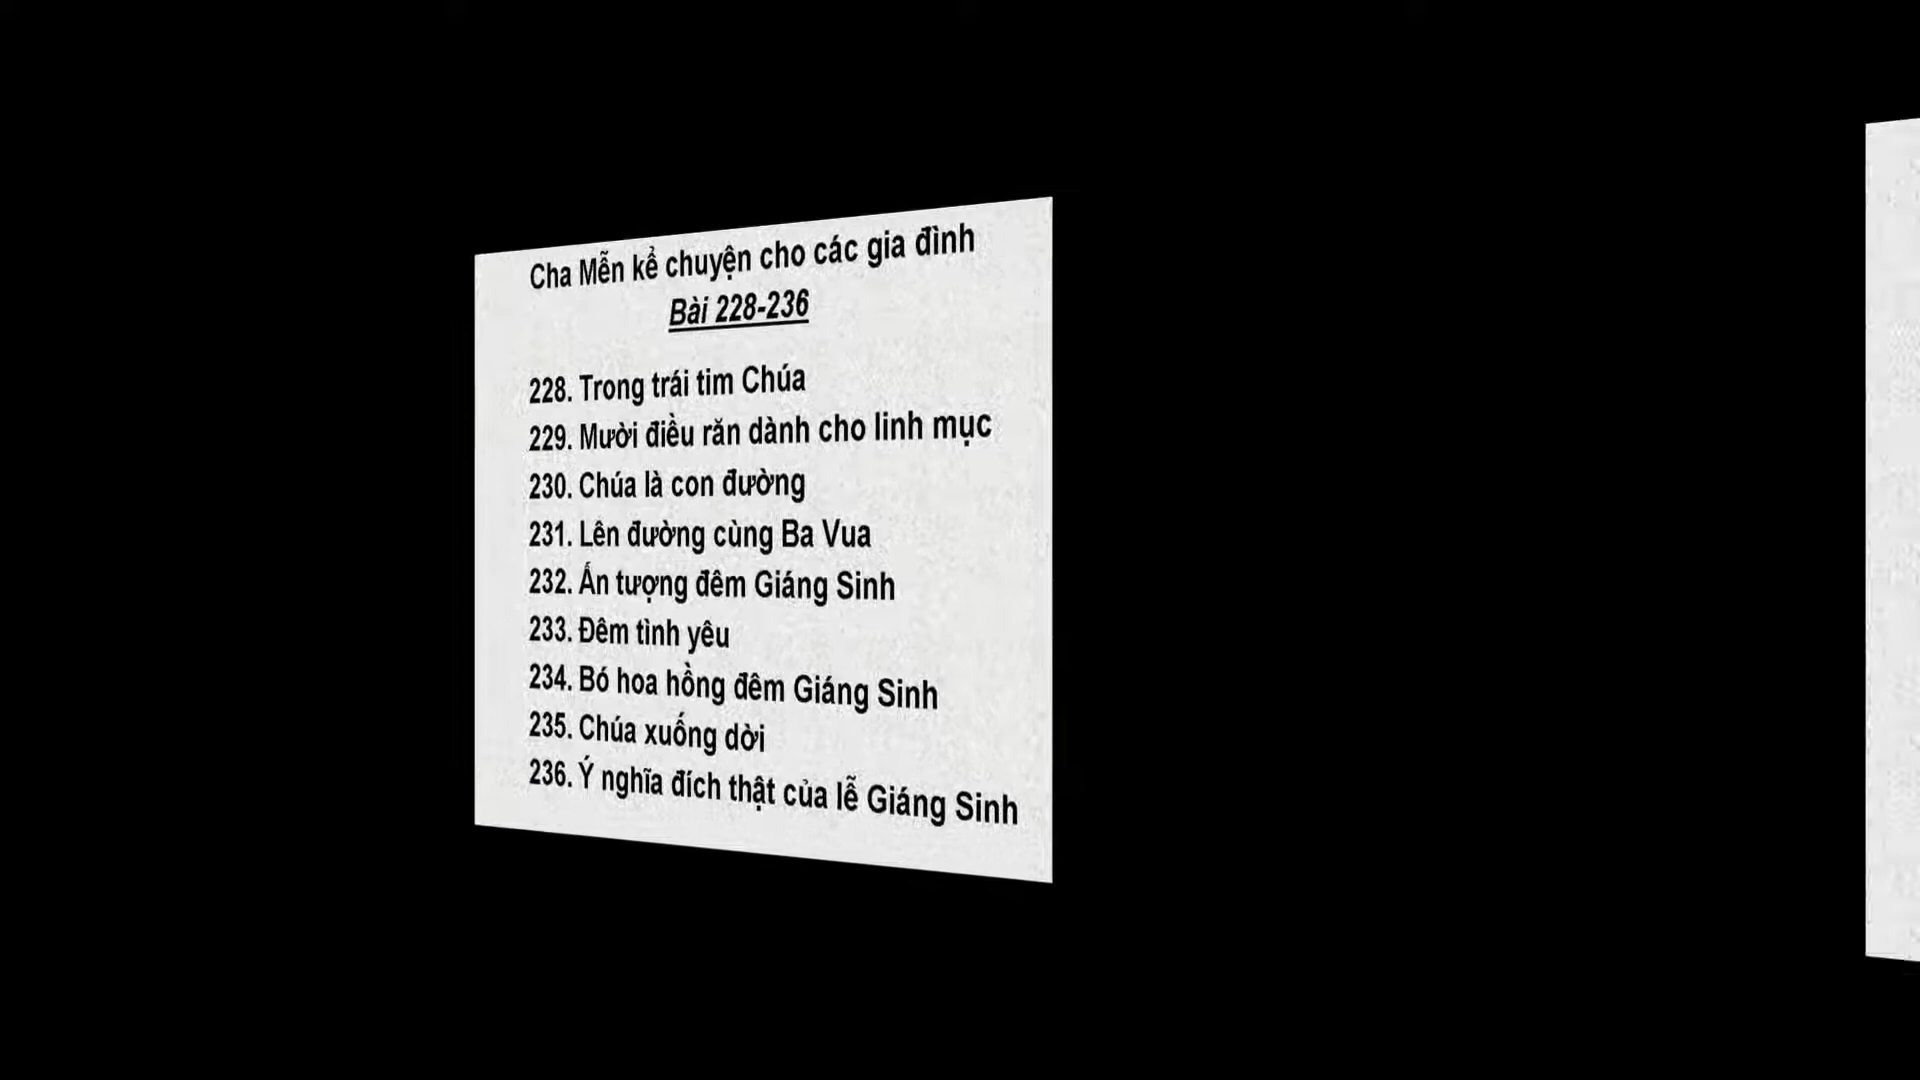 Cha Mễn kể chuyện cho các gia đình
Bài 228-236
228. Trong trái tim Chúa
229. Mười điều răn dành cho linh mục
230. Chúa là con đường
231. Lên đường cùng Ba Vua
232. Ấn tượng đêm Giáng Sinh
233. Đêm tình yêu
234. Bó hoa hồng đêm Giáng Sinh
235. Chúa xuống dời
236. Ý nghĩa đích thật của lễ Giáng Sinh